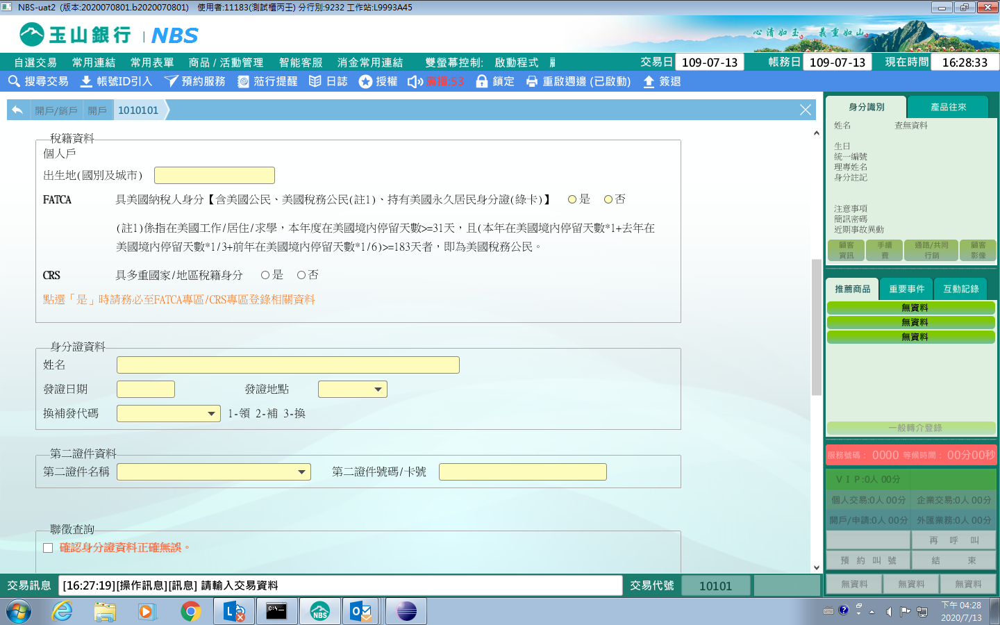 NBS-uat2 (版本:2020070801.b2020070801) 使用者:11183(測試櫃丙壬) 分行別:9232 工作站:L9993A45
玉山銀行 | NBS
心清如玉 義重如山
自選交易 常用連結 常用表單 商品 / 活動管理 智能客服 消金常用連結 雙螢幕控制: 啟動程式
交易日 109-07-13 帳務日 109-07-13 現在時間 16:28:33
搜尋交易 帳號ID引入 預約服務 蒞行提醒 日誌 授權 高櫃:53 鎖定 重啟週邊 (已啟動) 簽退
開戶/銷戶 開戶 1010101
稅籍資料
個人戶
出生地(國別及城市)
FATCA 具美國納稅人身分【含美國公民、美國稅務公民(註1)、持有美國永久居民身分證(綠卡)】 是 否
(註1)係指在美國工作/居住/求學，本年度在美國境內停留天數>=31天，且(本年在美國境內停留天數*1+去年在
美國境內停留天數*1/3+前年在美國境內停留天數*1/6)>=183天者，即為美國稅務公民。
CRS 具多重國家/地區稅籍身分 是 否
點選「是」時請務必至FATCA專區/CRS專區登錄相關資料
身分證資料
姓名
發證日期 發證地點
換補發代碼 1-領 2-補 3-換
第二證件資料
第二證件名稱 第二證件號碼/卡號
聯徵查詢
確認身分證資料正確無誤。
交易訊息 [16:27:19][操作訊息][訊息] 請輸入交易資料 交易代號 10101
身分識別 產品往來
姓名 查無資料
生日
統一編號
理專姓名
身分註記
注意事項
簡訊密碼
近期事故異動
顧客資訊 手續費 通路/共同行銷 顧客影像
推薦商品 重要事件 互動記錄
無資料
無資料
無資料
一般轉介登錄
服務號碼： 0000 等候時間： 00分00秒
ＶＩＰ:0人 00分
個人交易:0人 00分 企業交易:0人 00分
開戶/申請:0人 00分 外匯業務:0人 00分
再 呼 叫
預 約 叫 號 結 束
無資料 無資料 無資料
下午 04:28
2020/7/13